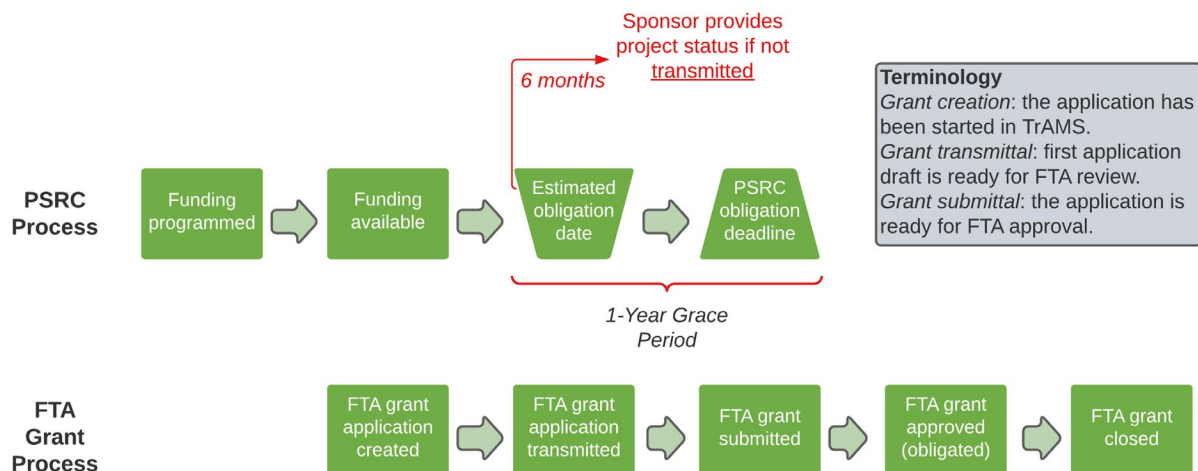 Sponsor provides
project status if not
transmitted
6 months
Terminology
Grant creation: the application has
been started in TrAMS.
Grant transmittal: first application
draft is ready for FTA review.
Grant submittal: the application is
ready for FTA approval.
PSRC
Process
Funding
programmed
Funding
available
Estimated
obligation
date
PSRC
obligation
deadline
1-Year Grace
Period
FTA
Grant
Process
FTA grant
application
created
FTA grant
application
transmitted
FTA grant
submitted
FTA grant
approved
(obligated)
FTA grant
closed